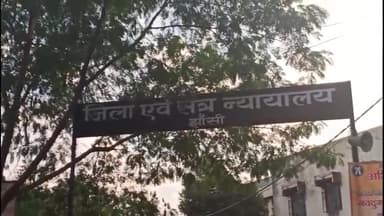 जिला एवं सत्र न्यायालय
झाँसी